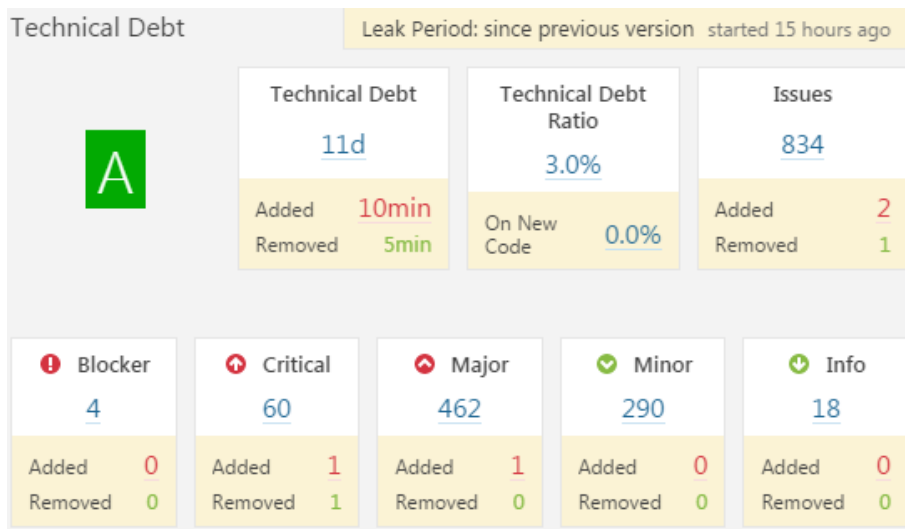 Technical Debt
Leak Period: since previous version started 15 hours ago
A
Technical Debt
11d
Added 10min
Removed 5min
Technical Debt
Ratio
3.0%
On New
Code
0.0%
Issues
834
Added 2
Removed 1
Blocker
4
Added 0
Removed 0
Critical
60
Added 1
Removed 1
Major
462
Added 1
Removed 0
Minor
290
Added 0
Removed 0
Info
18
Added 0
Removed 0